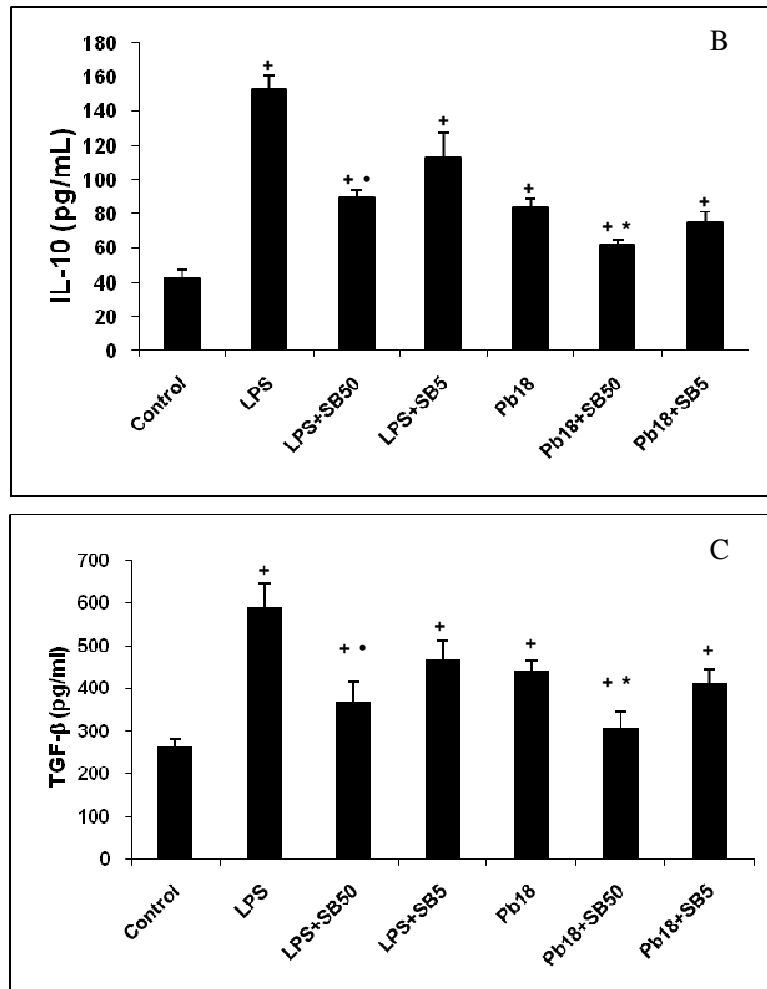 B
IL-10 (pg/mL)
180
160
140
120
100
80
60
40
20
0
+
+ •
+
+
+ *
+
Control
LPS
LPS+SB50
LPS+SB5
Pb18
Pb18+SB50
Pb18+SB5
C
TGF-β (pg/ml)
700
600
500
400
300
200
100
0
+
+ •
+
+
+ *
+
Control
LPS
LPS+SB50
LPS+SB5
Pb18
Pb18+SB50
Pb18+SB5